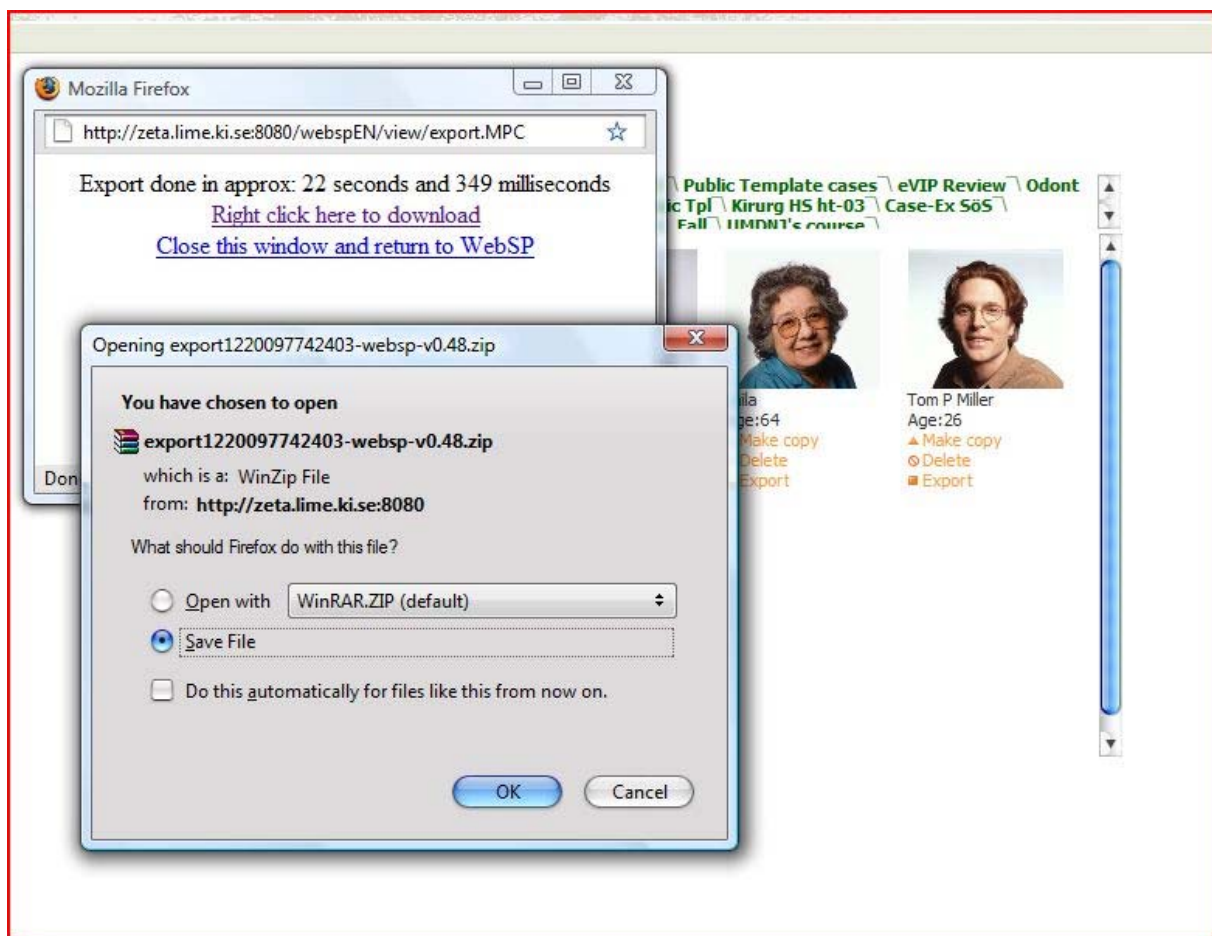 Mozilla Firefox
http://zeta.lime.ki.se:8080/webspEN/view/export.MPC
Export done in approx: 22 seconds and 349 milliseconds
Right click here to download
Close this window and return to WebSP
Public Template cases eVIP Review Odont
ic Tpl Kirurg HS ht-03 Case-Ex SöS
Fall UMDNJ's course
Opening export1220097742403-websp-v0.48.zip
You have chosen to open
export1220097742403-websp-v0.48.zip
which is a: WinZip File
from: http://zeta.lime.ki.se:8080
What should Firefox do with this file?
Open with WinRAR.ZIP (default)
Save File
Do this automatically for files like this from now on.
OK Cancel
Don
ila
ge:64
Make copy
Delete
Export
Tom P Miller
Age:26
Make copy
Delete
Export